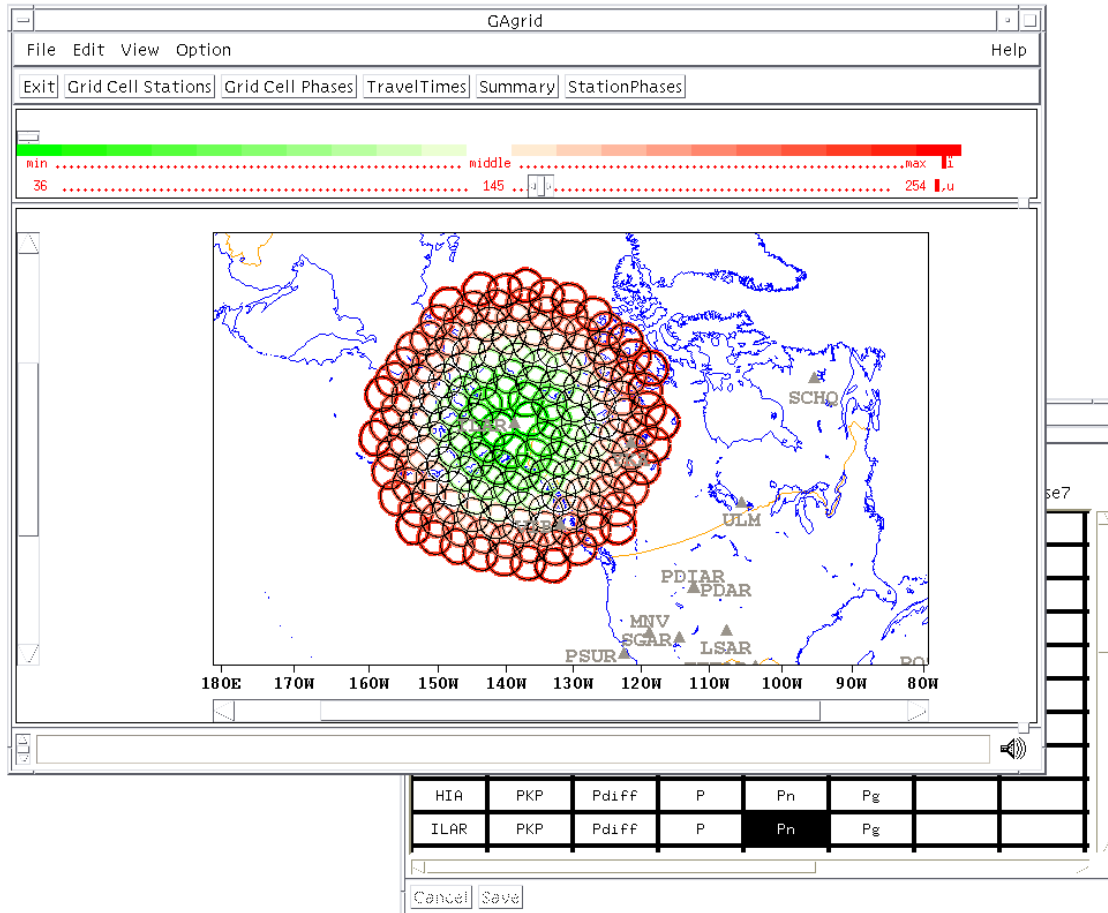 GAgrid
File Edit View Option Help
Exit Grid Cell Stations Grid Cell Phases TravelTimes Summary StationPhases
min middle max
36 145 254 ,u
SCHQ
ULM
PDIAR
PDAR
MNV
SGAR
LSAR
PSUR
180E 170W 160W 150W 140W 130W 120W 110W 100W 90W 80W
se7
HIA PKP Pdiff P Pn Pg
ILAR PKP Pdiff P Pn Pg
Cancel Save